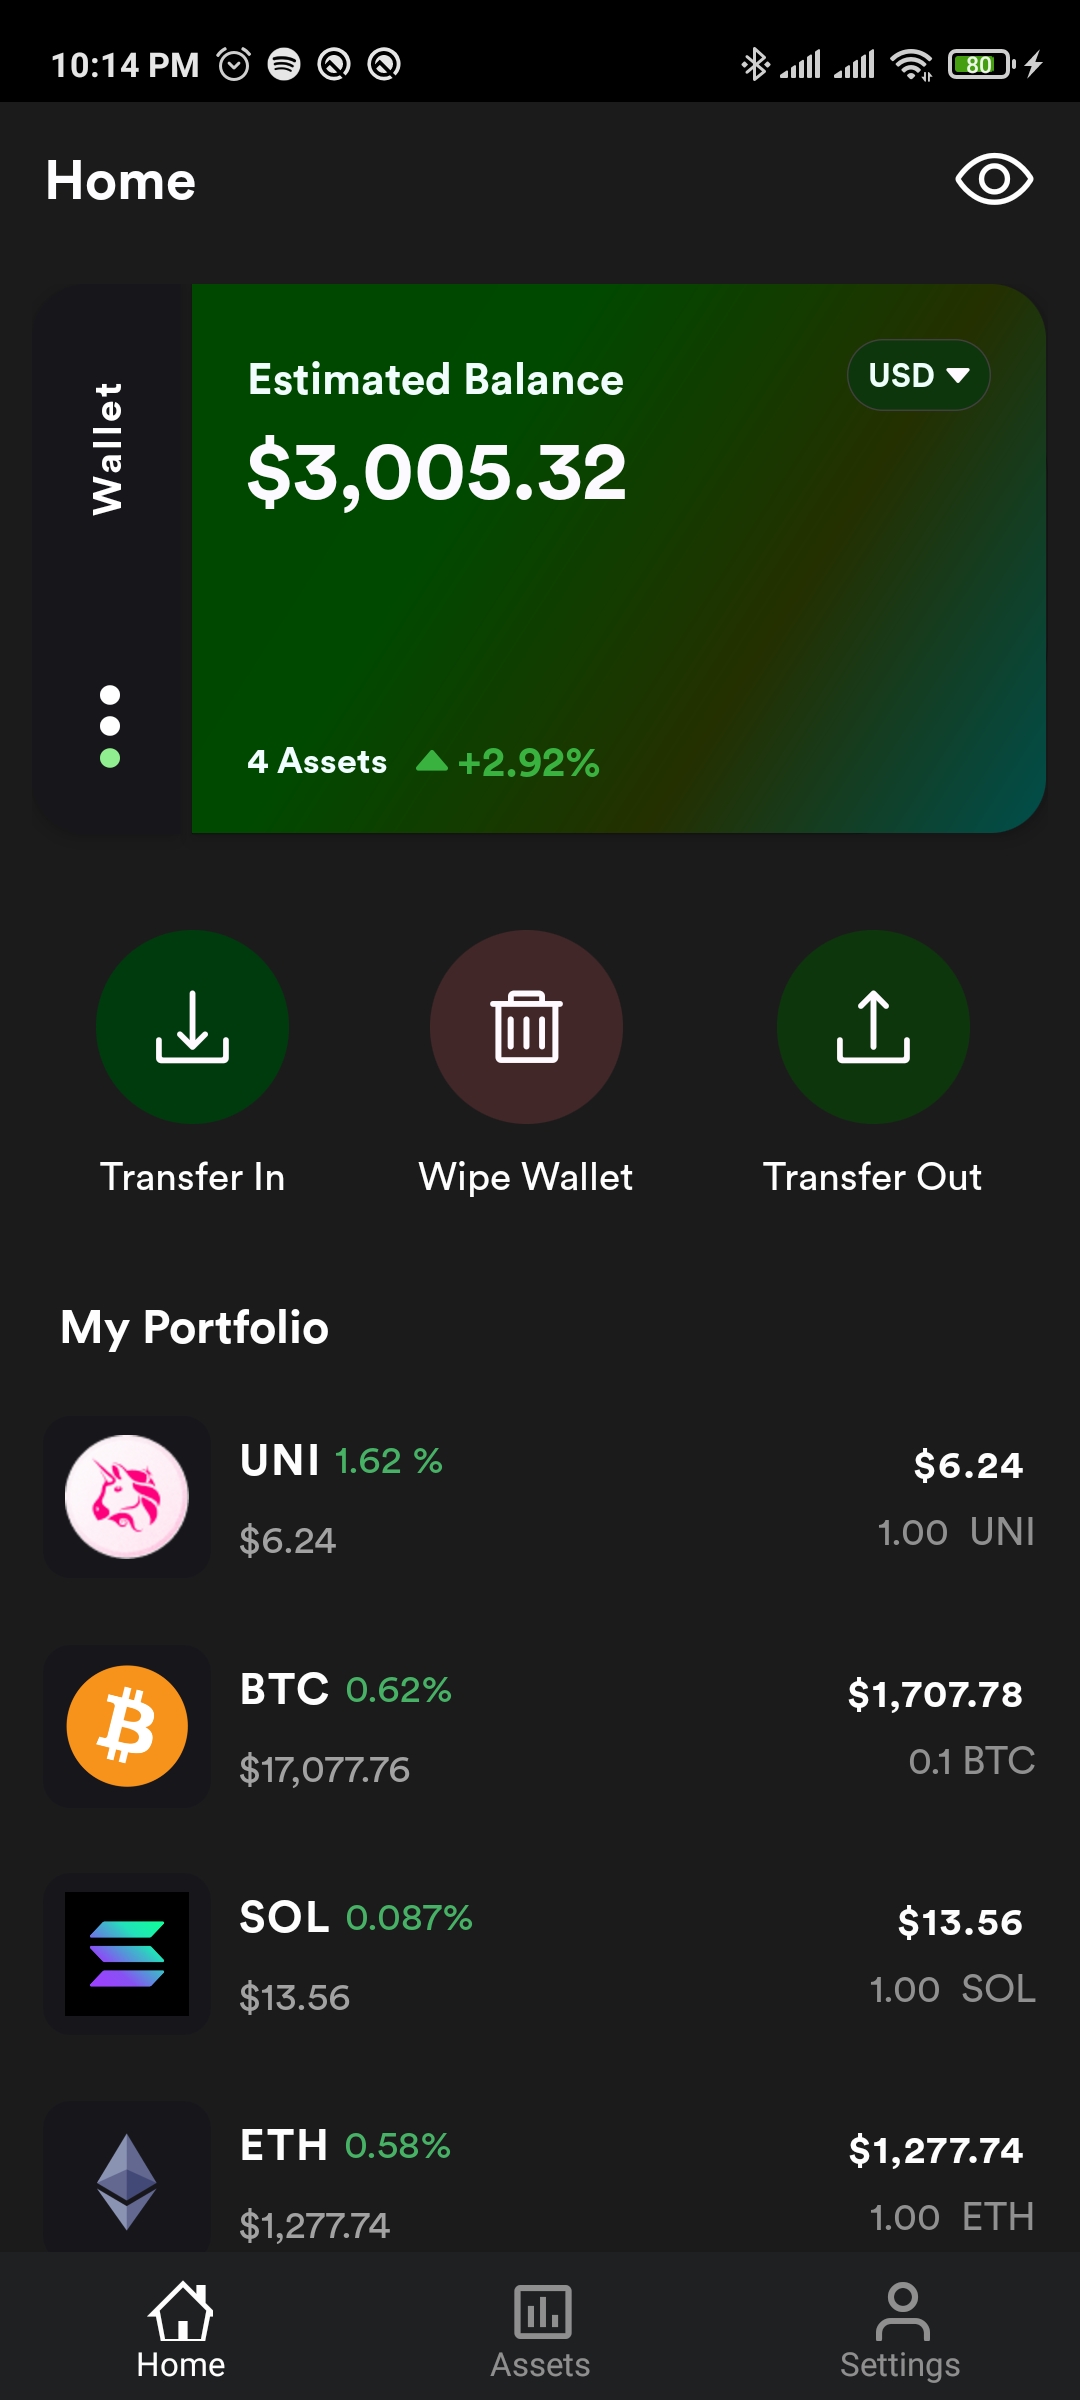 10:14 PM
80
Home
Wallet
Estimated Balance
USD
$3,005.32
4 Assets +2.92%
Transfer In
Wipe Wallet
Transfer Out
My Portfolio
UNI 1.62 %
$6.24
$6.24
1.00 UNI
BTC 0.62%
$1,707.78
$17,077.76
0.1 BTC
SOL 0.087%
$13.56
$13.56
1.00 SOL
ETH 0.58%
$1,277.74
$1,277.74
1.00 ETH
Home
Assets
Settings